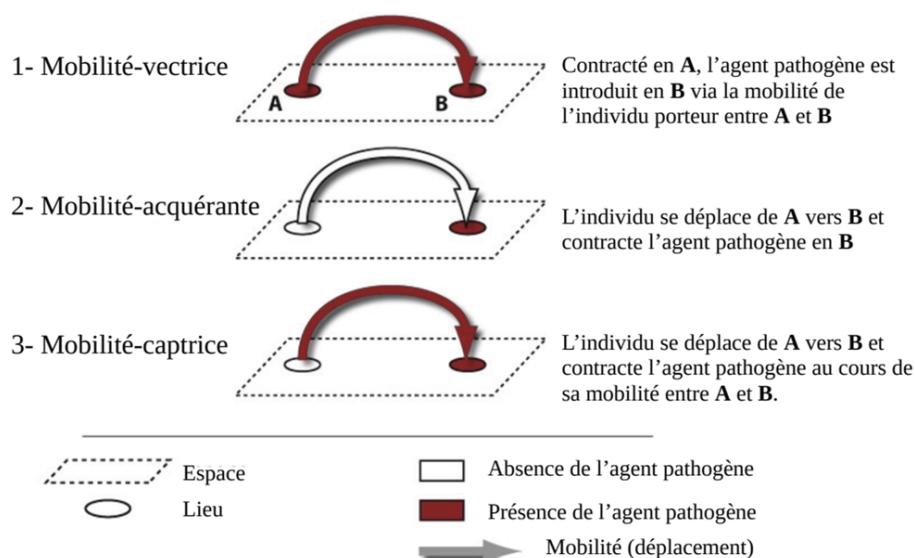 1- Mobilité-vectrice
A
B
Contracté en A, l’agent pathogène est
introduit en B via la mobilité de
l’individu porteur entre A et B
2- Mobilité-acquérante
L’individu se déplace de A vers B et
contracte l’agent pathogène en B
3- Mobilité-captrice
L’individu se déplace de A vers B et
contracte l’agent pathogène au cours de
sa mobilité entre A et B.
Espace
Lieu
Absence de l’agent pathogène
Présence de l’agent pathogène
Mobilité (déplacement)